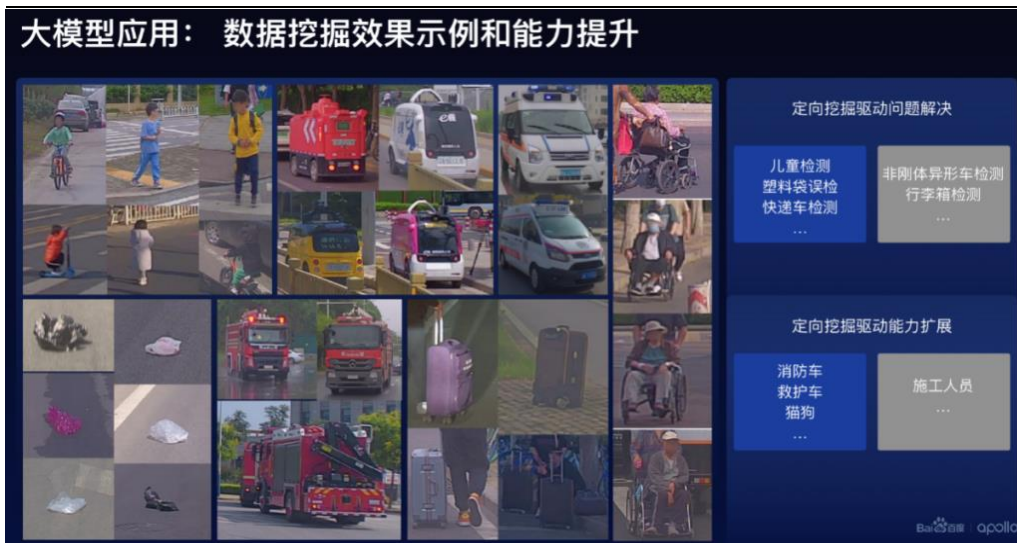 大模型应用： 数据挖掘效果示例和能力提升
定向挖掘驱动问题解决
儿童检测
塑料袋误检
快递车检测
...
非刚体异形车检测
行李箱检测
...
定向挖掘驱动能力扩展
消防车
救护车
猫狗
...
施工人员
...
Bai百度 | apollo